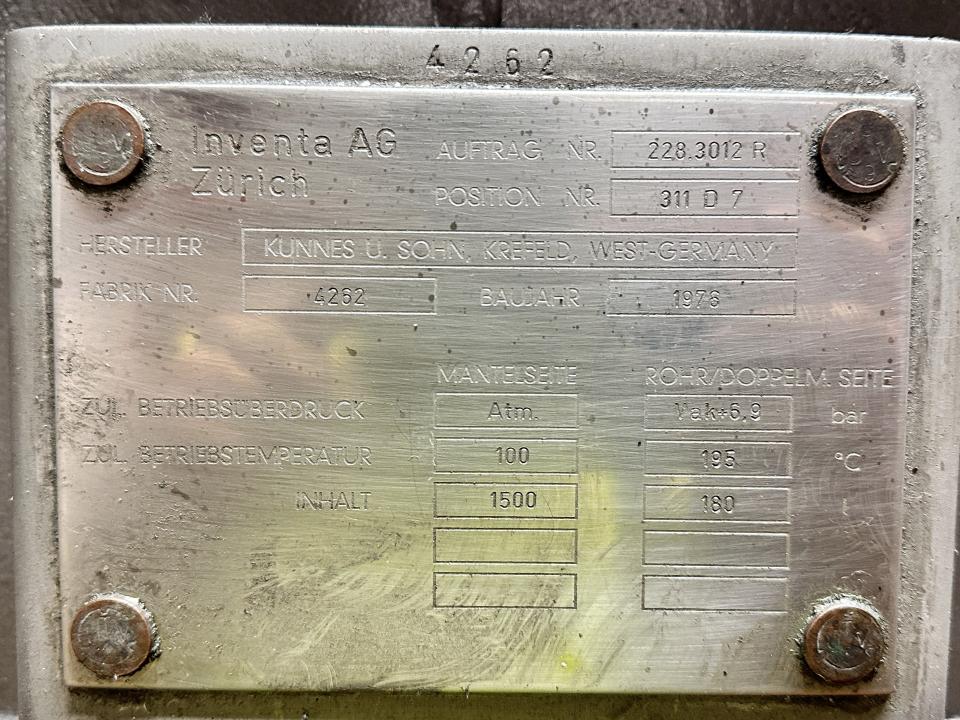 4262
Inventa AG
Zürich
AUFTRAG NR. 228.3012 R
POSITION NR. 311 D 7
HERSTELLER KUNNES U. SOHN, KREFELD, WEST-GERMANY
FABRIK NR. 4262 BAUJAHR 1976
MANTELSEITE ROHR/DOPPELM. SEITE
ZUL. BETRIEBSÜBERDRUCK Atm. Vak+6,9 bar
ZUL. BETRIEBSTEMPERATUR 100 195 °C
INHALT 1500 180 l